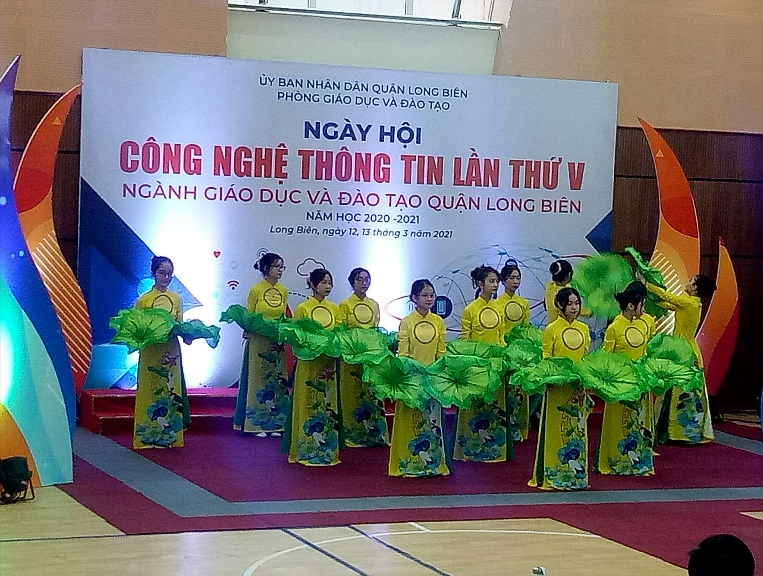 ỦY BAN NHÂN DÂN QUẬN LONG BIÊN
PHÒNG GIÁO DỤC VÀ ĐÀO TẠO
NGÀY HỘI
CÔNG NGHỆ THÔNG TIN LẦN THỨ V
NGÀNH GIÁO DỤC VÀ ĐÀO TẠO QUẬN LONG BIÊN
NĂM HỌC 2020 -2021
Long Biên, ngày 12, 13 tháng 3 năm 2021